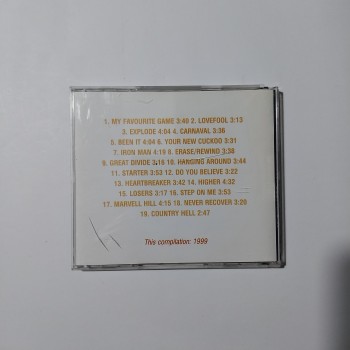 1. MY FAVOURITE GAME 3:40 2. LOVEFOOL 3:13
3. EXPLODE 4:04 4. CARNAVAL 3:36
5. BEEN IT 4:04 6. YOUR NEW CUCKOO 3:31
7. IRON MAN 4:19 8. ERASE/REWIND 3:38
9. GREAT DIVIDE 3:16 10. HANGING AROUND 3:44
11. STARTER 3:53 12. DO YOU BELIEVE 3:22
13. HEARTBREAKER 3:42 14. HIGHER 4:32
15. LOSERS 3:17 16. STEP ON ME 3:53
17. MARVELL HILL 4:15 18. NEVER RECOVER 3:20
19. COUNTRY HELL 2:47
This compilation: 1999